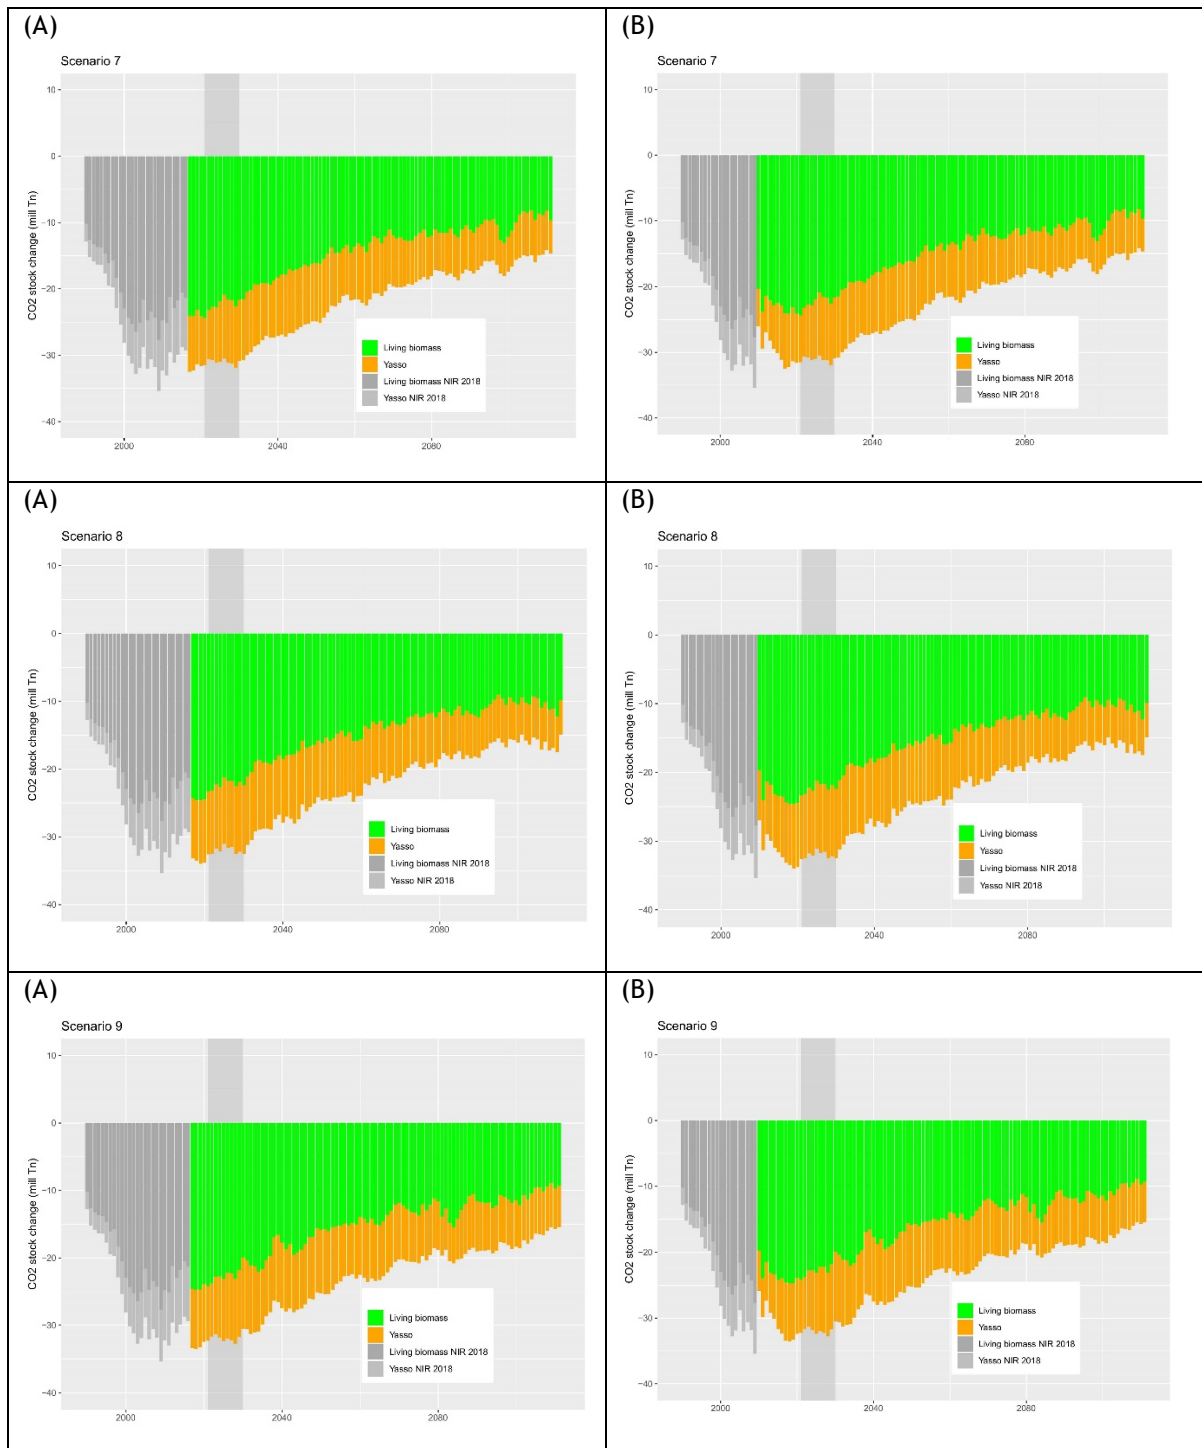 (A)
Scenario 7
10
0
−10
−20
−30
−40
CO2 stock change (mill Tn)
2000
2040
2080
Living biomass
Yasso
Living biomass NIR 2018
Yasso NIR 2018
(B)
Scenario 7
10
0
−10
−20
−30
−40
CO2 stock change (mill Tn)
2000
2040
2080
Living biomass
Yasso
Living biomass NIR 2018
Yasso NIR 2018
(A)
Scenario 8
10
0
−10
−20
−30
−40
CO2 stock change (mill Tn)
2000
2040
2080
Living biomass
Yasso
Living biomass NIR 2018
Yasso NIR 2018
(B)
Scenario 8
10
0
−10
−20
−30
−40
CO2 stock change (mill Tn)
2000
2040
2080
Living biomass
Yasso
Living biomass NIR 2018
Yasso NIR 2018
(A)
Scenario 9
10
0
−10
−20
−30
−40
CO2 stock change (mill Tn)
2000
2040
2080
Living biomass
Yasso
Living biomass NIR 2018
Yasso NIR 2018
(B)
Scenario 9
10
0
−10
−20
−30
−40
CO2 stock change (mill Tn)
2000
2040
2080
Living biomass
Yasso
Living biomass NIR 2018
Yasso NIR 2018